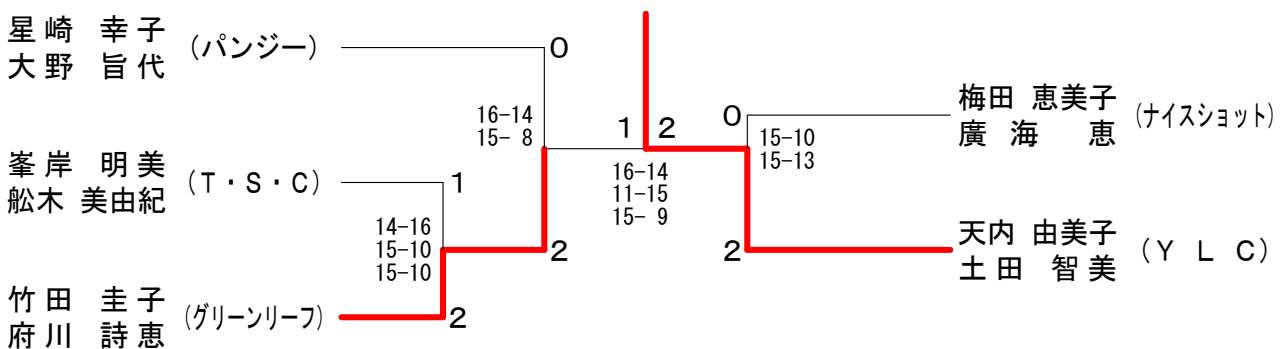 星崎 幸子
大野 旨代
(パンジー)
0
16-14
15- 8
峯岸 明美
舩木 美由紀
(T・S・C)
1
14-16
15-10
15-10
2
竹田 圭子
府川 詩恵
(グリーンリーフ)
2
1 2
16-14
11-15
15- 9
0
15-10
15-13
梅田 恵美子
廣海 恵
(ナイスショット)
2
天内 由美子
土田 智美
(Y L C)